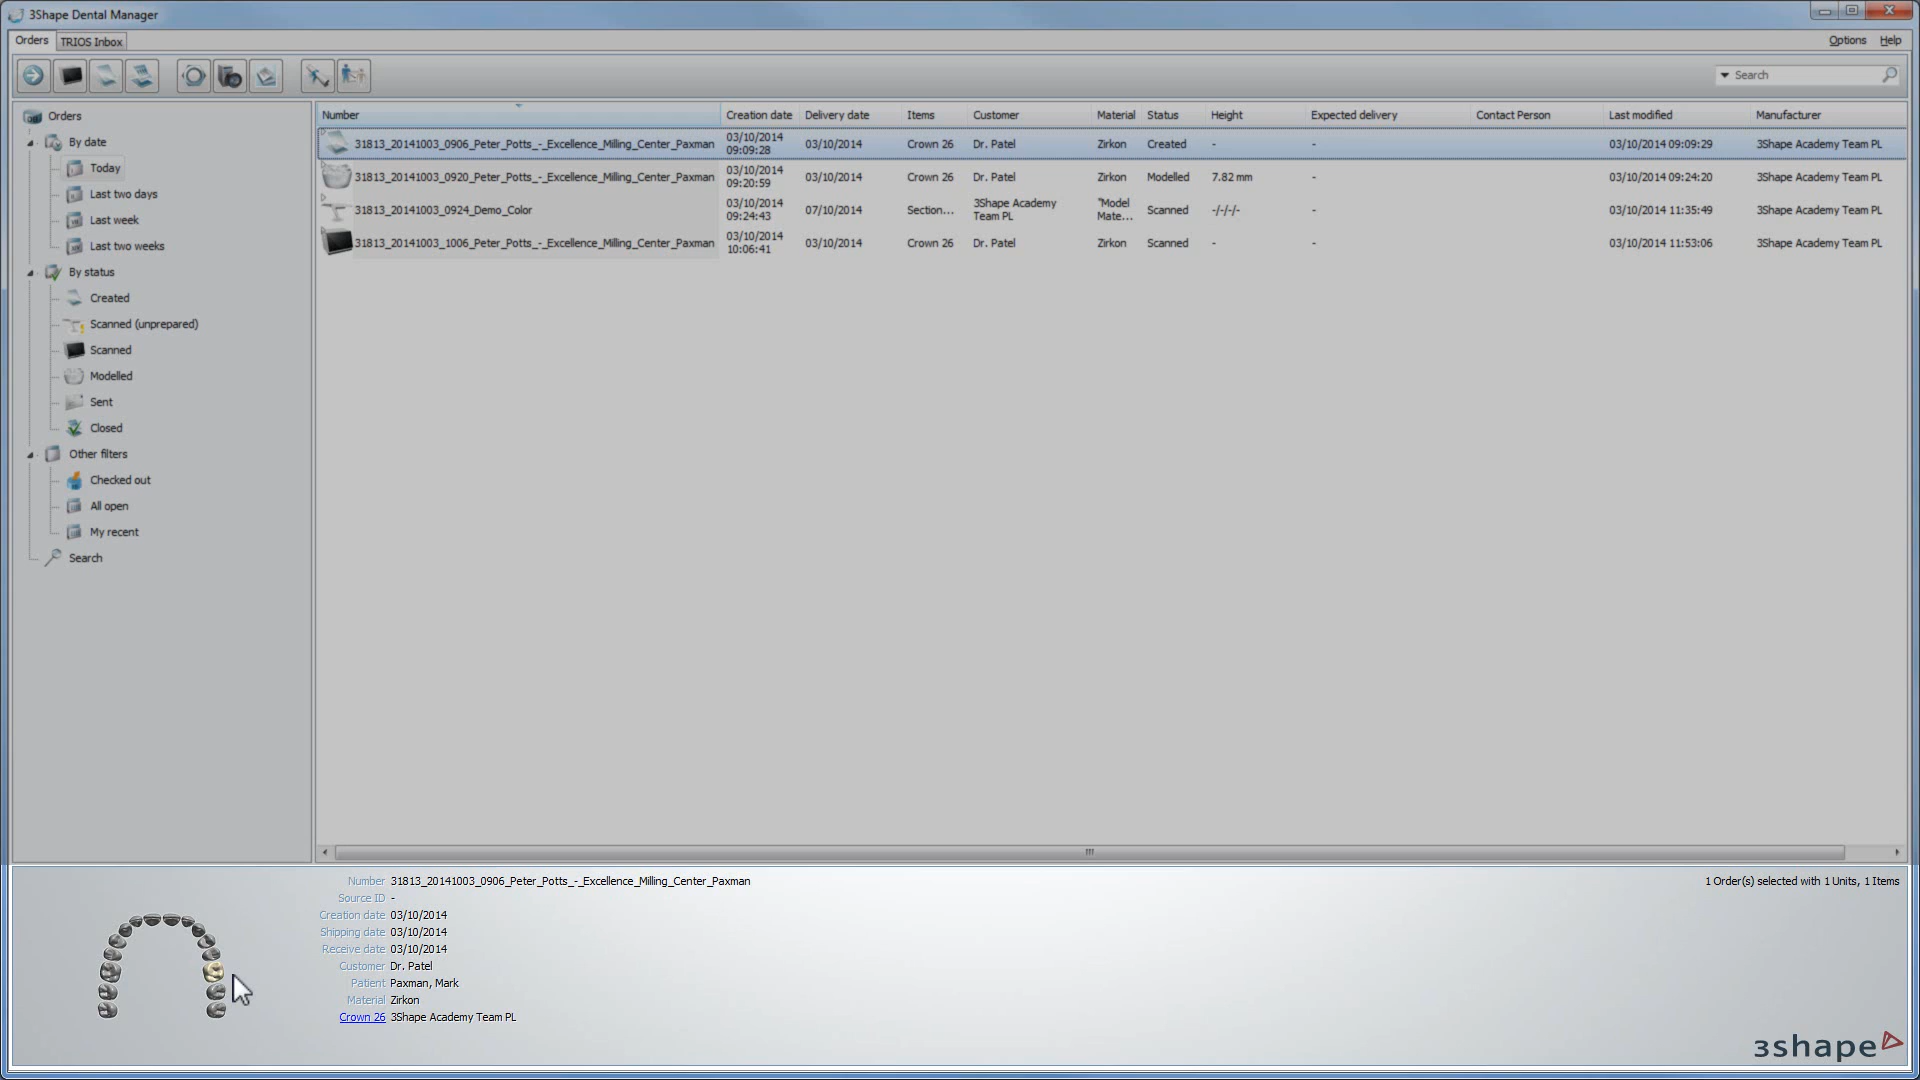 3Shape Dental Manager
Orders
TRIOS Inbox
Options
Help
Search
Orders
By date
Today
Last two days
Last week
Last two weeks
By status
Created
Scanned (unprepared)
Scanned
Modelled
Sent
Closed
Other filters
Checked out
All open
My recent
Search
Number Creation date Delivery date Items Customer Material Status Height Expected delivery Contact Person Last modified Manufacturer
31813_20141003_0906_Peter_Potts_-_Excellence_Milling_Center_Paxman 03/10/2014 09:09:28 03/10/2014 Crown 26 Dr. Patel Zirkon Created - - 03/10/2014 09:09:29 3Shape Academy Team PL
31813_20141003_0920_Peter_Potts_-_Excellence_Milling_Center_Paxman 03/10/2014 09:20:59 03/10/2014 Crown 26 Dr. Patel Zirkon Modelled 7.82 mm - 03/10/2014 09:24:20 3Shape Academy Team PL
31813_20141003_0924_Demo_Color 03/10/2014 09:24:43 07/10/2014 Section... 3Shape Academy Team PL "Model Mate... Scanned -/-/-/- - 03/10/2014 11:35:49 3Shape Academy Team PL
31813_20141003_1006_Peter_Potts_-_Excellence_Milling_Center_Paxman 03/10/2014 10:06:41 03/10/2014 Crown 26 Dr. Patel Zirkon Scanned - - 03/10/2014 11:53:06 3Shape Academy Team PL
Number 31813_20141003_0906_Peter_Potts_-_Excellence_Milling_Center_Paxman
1 Order(s) selected with 1 Units, 1 Items
Source ID -
Creation date 03/10/2014
Shipping date 03/10/2014
Receive date 03/10/2014
Customer Dr. Patel
Patient Paxman, Mark
Material Zirkon
Crown 26 3Shape Academy Team PL
3shape